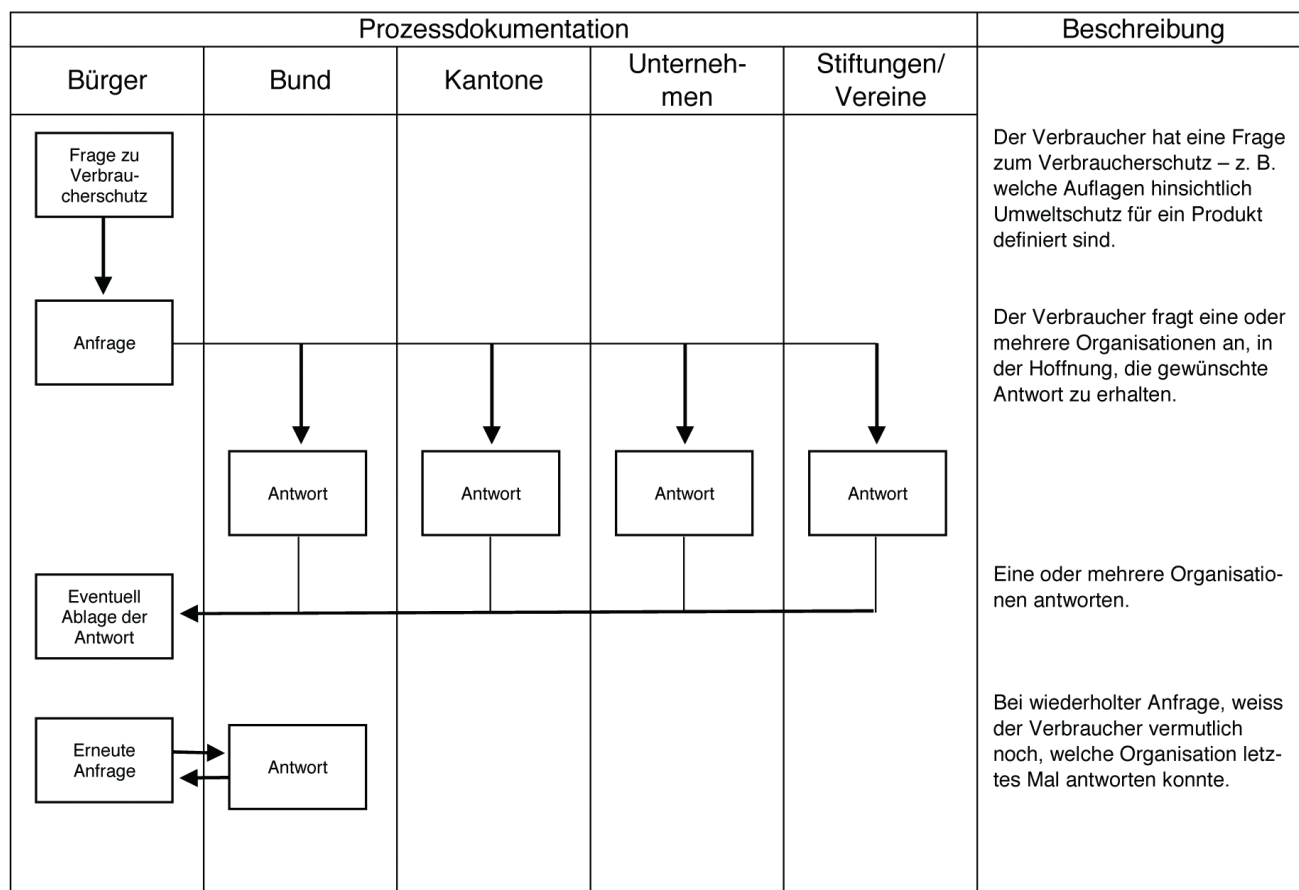 Prozessdokumentation
Beschreibung
Bürger
Bund
Kantone
Unterneh-
men
Stiftungen/
Vereine
Frage zu
Verbrau-
cherschutz
Der Verbraucher hat eine Frage
zum Verbraucherschutz – z. B.
welche Auflagen hinsichtlich
Umweltschutz für ein Produkt
definiert sind.
Anfrage
Der Verbraucher fragt eine oder
mehrere Organisationen an, in
der Hoffnung, die gewünschte
Antwort zu erhalten.
Antwort
Antwort
Antwort
Antwort
Eventuell
Ablage der
Antwort
Eine oder mehrere Organisatio-
nen antworten.
Erneute
Anfrage
Antwort
Bei wiederholter Anfrage, weiss
der Verbraucher vermutlich
noch, welche Organisation letz-
tes Mal antworten konnte.